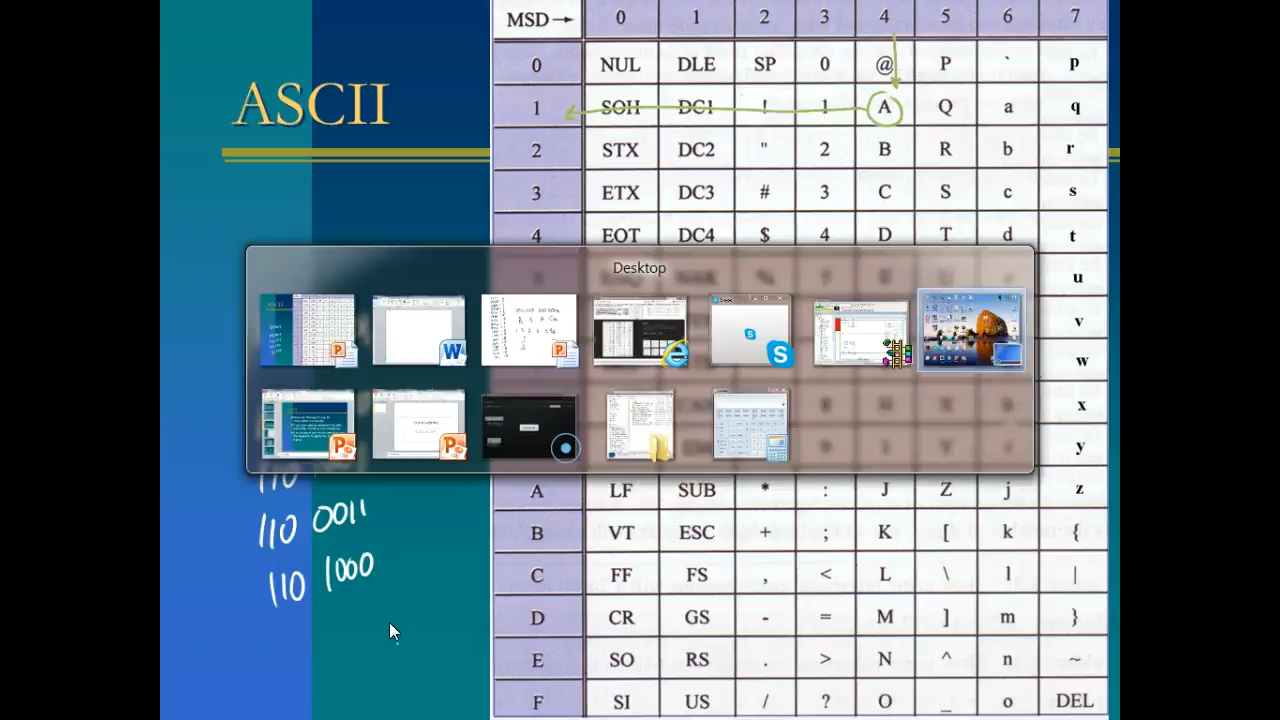 ASCII
MSD→ 0 1 2 3 4 5 6 7
0 NUL DLE SP 0 @ P ` p
1 SOH DC1 ! 1 A Q a q
2 STX DC2 " 2 B R b r
3 ETX DC3 # 3 C S c s
4 EOT DC4 $ 4 D T d t
Desktop
u
v
w
x
y
A LF SUB * : J Z j z
B VT ESC + ; K [ k {
C FF FS , < L \ l |
D CR GS - = M ] m }
E SO RS . > N ^ n ~
F SI US / ? O _ o DEL
110
110 0011
110 1000